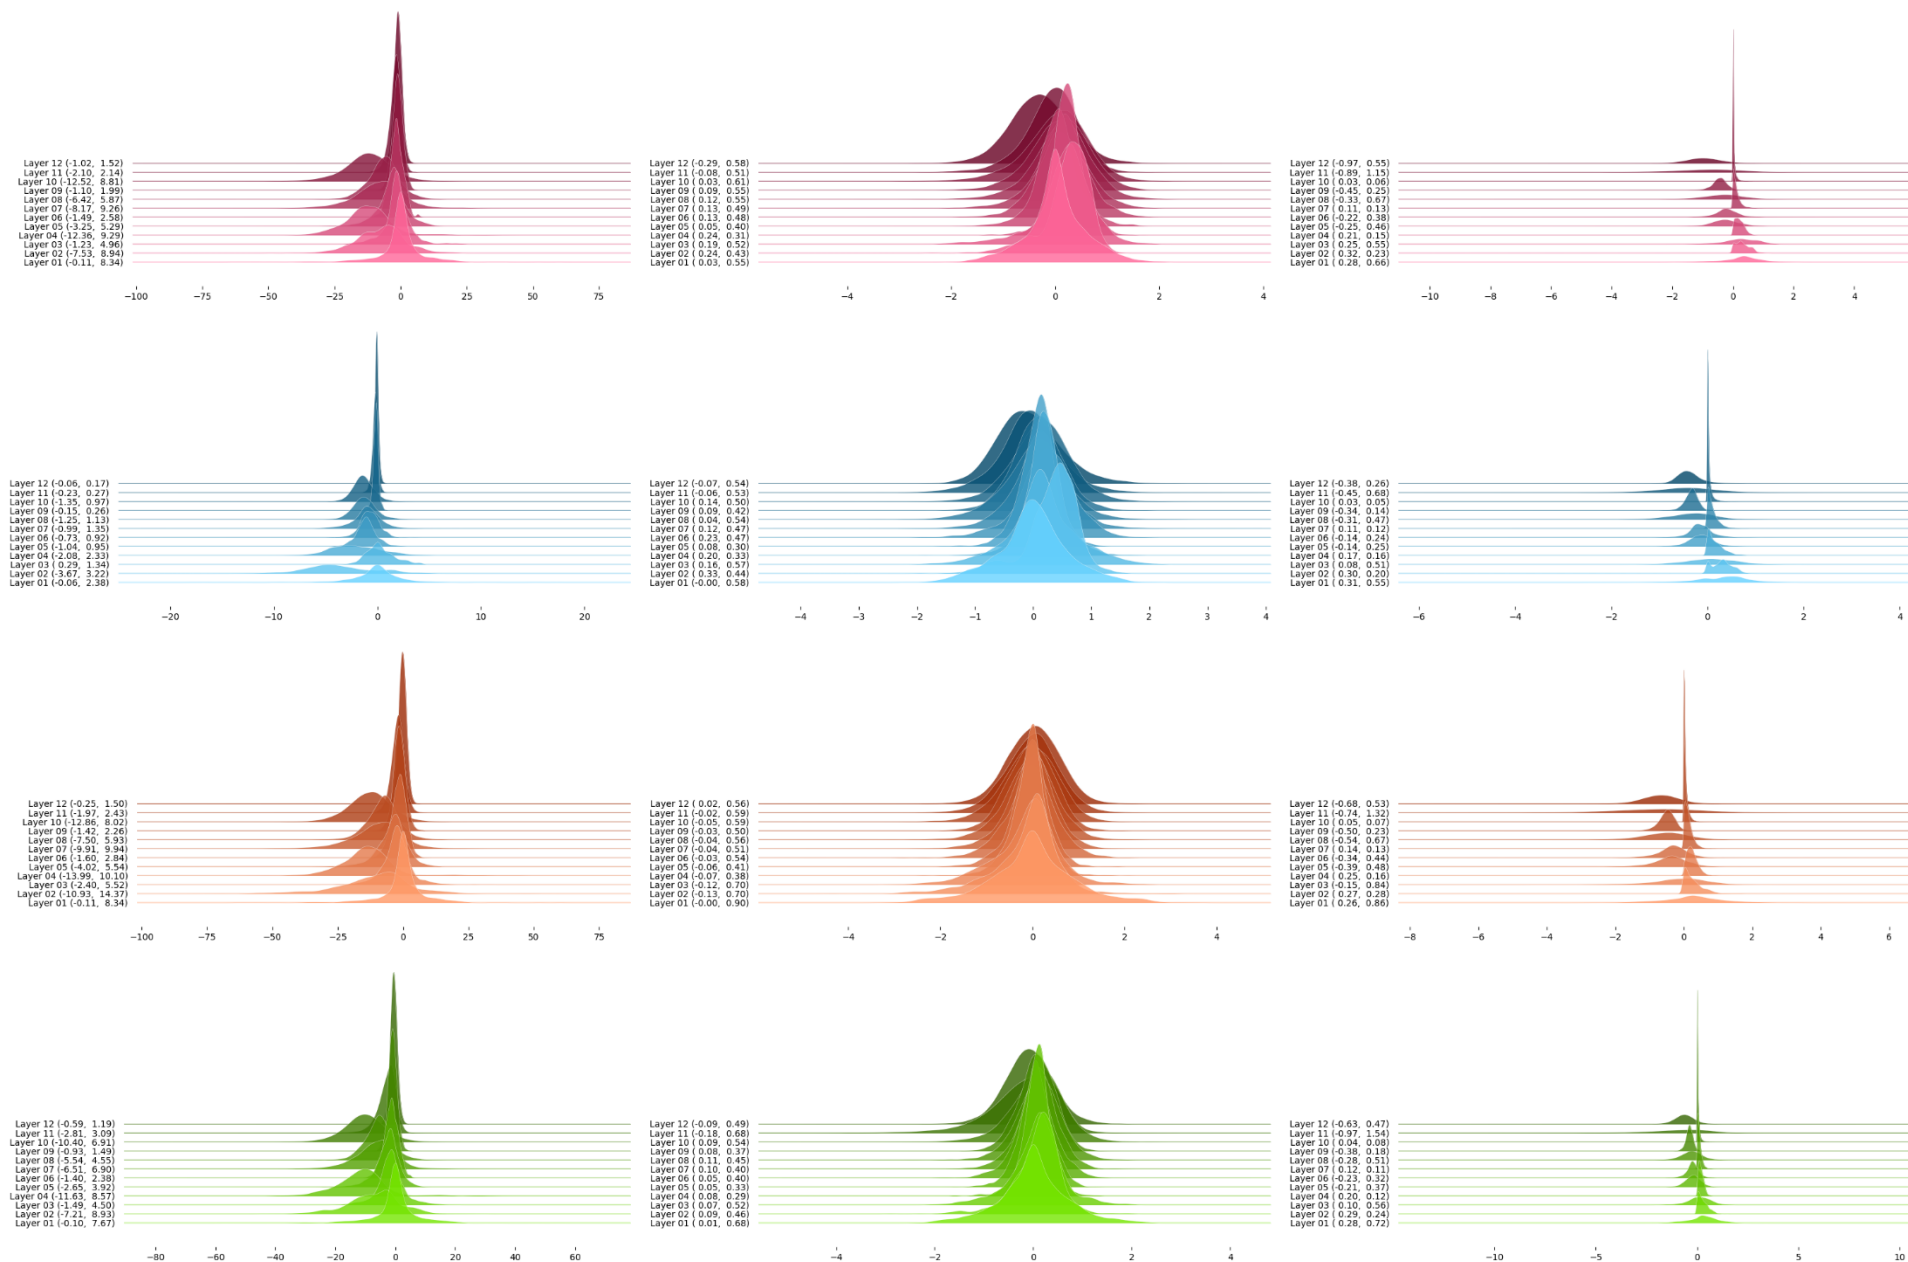 Layer 12 (-1.02, 1.52)
Layer 11 (-2.10, 2.14)
Layer 10 (-12.52, 8.81)
Layer 09 (-1.10, 1.99)
Layer 08 (-6.42, 5.87)
Layer 07 (-8.17, 9.26)
Layer 06 (-1.49, 2.58)
Layer 05 (-3.25, 5.29)
Layer 04 (-12.36, 9.29)
Layer 03 (-1.23, 4.96)
Layer 02 (-7.53, 8.94)
Layer 01 (-0.11, 8.34)
−100 −75 −50 −25 0 25 50 75
Layer 12 (-0.29, 0.58)
Layer 11 (-0.08, 0.51)
Layer 10 ( 0.03, 0.61)
Layer 09 ( 0.09, 0.55)
Layer 08 ( 0.12, 0.55)
Layer 07 ( 0.13, 0.49)
Layer 06 ( 0.13, 0.48)
Layer 05 ( 0.05, 0.40)
Layer 04 ( 0.24, 0.31)
Layer 03 ( 0.19, 0.52)
Layer 02 ( 0.24, 0.43)
Layer 01 ( 0.03, 0.55)
−4 −2 0 2 4
Layer 12 (-0.97, 0.55)
Layer 11 (-0.89, 1.15)
Layer 10 ( 0.03, 0.06)
Layer 09 (-0.45, 0.25)
Layer 08 (-0.33, 0.67)
Layer 07 ( 0.11, 0.13)
Layer 06 (-0.22, 0.38)
Layer 05 (-0.25, 0.46)
Layer 04 ( 0.21, 0.15)
Layer 03 ( 0.25, 0.55)
Layer 02 ( 0.32, 0.23)
Layer 01 ( 0.28, 0.66)
−10 −8 −6 −4 −2 0 2 4
Layer 12 (-0.06, 0.17)
Layer 11 (-0.23, 0.27)
Layer 10 (-1.35, 0.97)
Layer 09 (-0.15, 0.26)
Layer 08 (-1.25, 1.13)
Layer 07 (-0.99, 1.35)
Layer 06 (-0.73, 0.92)
Layer 05 (-1.04, 0.95)
Layer 04 (-2.08, 2.33)
Layer 03 ( 0.29, 1.34)
Layer 02 (-3.67, 3.22)
Layer 01 (-0.06, 2.38)
−20 −10 0 10 20
Layer 12 (-0.07, 0.54)
Layer 11 (-0.06, 0.53)
Layer 10 ( 0.14, 0.50)
Layer 09 ( 0.09, 0.42)
Layer 08 ( 0.04, 0.54)
Layer 07 ( 0.12, 0.47)
Layer 06 ( 0.23, 0.47)
Layer 05 ( 0.08, 0.30)
Layer 04 ( 0.20, 0.33)
Layer 03 ( 0.16, 0.57)
Layer 02 ( 0.33, 0.44)
Layer 01 (-0.00, 0.58)
−4 −3 −2 −1 0 1 2 3 4
Layer 12 (-0.38, 0.26)
Layer 11 (-0.45, 0.68)
Layer 10 ( 0.03, 0.05)
Layer 09 (-0.34, 0.14)
Layer 08 (-0.31, 0.47)
Layer 07 ( 0.11, 0.12)
Layer 06 (-0.14, 0.24)
Layer 05 (-0.14, 0.25)
Layer 04 ( 0.17, 0.16)
Layer 03 ( 0.08, 0.51)
Layer 02 ( 0.30, 0.20)
Layer 01 ( 0.31, 0.55)
−6 −4 −2 0 2 4
Layer 12 (-0.25, 1.50)
Layer 11 (-1.97, 2.43)
Layer 10 (-12.86, 8.02)
Layer 09 (-1.42, 2.26)
Layer 08 (-7.50, 5.93)
Layer 07 (-9.91, 9.94)
Layer 06 (-1.60, 2.84)
Layer 05 (-4.02, 5.54)
Layer 04 (-13.99, 10.10)
Layer 03 (-2.40, 5.52)
Layer 02 (-10.93, 14.37)
Layer 01 (-0.11, 8.34)
−100 −75 −50 −25 0 25 50 75
Layer 12 ( 0.02, 0.56)
Layer 11 (-0.02, 0.59)
Layer 10 (-0.05, 0.59)
Layer 09 (-0.03, 0.50)
Layer 08 (-0.04, 0.56)
Layer 07 (-0.04, 0.51)
Layer 06 (-0.03, 0.54)
Layer 05 (-0.06, 0.41)
Layer 04 (-0.07, 0.38)
Layer 03 (-0.12, 0.70)
Layer 02 (-0.13, 0.70)
Layer 01 (-0.00, 0.90)
−4 −2 0 2 4
Layer 12 (-0.68, 0.53)
Layer 11 (-0.74, 1.32)
Layer 10 ( 0.05, 0.07)
Layer 09 (-0.50, 0.23)
Layer 08 (-0.54, 0.67)
Layer 07 ( 0.14, 0.13)
Layer 06 (-0.34, 0.44)
Layer 05 (-0.39, 0.48)
Layer 04 ( 0.25, 0.16)
Layer 03 (-0.15, 0.84)
Layer 02 ( 0.27, 0.28)
Layer 01 ( 0.26, 0.86)
−8 −6 −4 −2 0 2 4 6
Layer 12 (-0.59, 1.19)
Layer 11 (-2.81, 3.09)
Layer 10 (-10.40, 6.91)
Layer 09 (-0.93, 1.49)
Layer 08 (-5.54, 4.55)
Layer 07 (-6.51, 6.90)
Layer 06 (-1.40, 2.38)
Layer 05 (-2.65, 3.92)
Layer 04 (-11.63, 8.57)
Layer 03 (-1.49, 4.50)
Layer 02 (-7.21, 8.93)
Layer 01 (-0.10, 7.67)
−80 −60 −40 −20 0 20 40 60
Layer 12 (-0.09, 0.49)
Layer 11 (-0.18, 0.68)
Layer 10 ( 0.09, 0.54)
Layer 09 ( 0.08, 0.37)
Layer 08 ( 0.11, 0.45)
Layer 07 ( 0.10, 0.40)
Layer 06 ( 0.05, 0.40)
Layer 05 ( 0.05, 0.33)
Layer 04 ( 0.08, 0.29)
Layer 03 ( 0.07, 0.52)
Layer 02 ( 0.09, 0.46)
Layer 01 ( 0.01, 0.68)
−4 −2 0 2 4
Layer 12 (-0.63, 0.47)
Layer 11 (-0.97, 1.54)
Layer 10 ( 0.04, 0.08)
Layer 09 (-0.38, 0.18)
Layer 08 (-0.28, 0.51)
Layer 07 ( 0.12, 0.11)
Layer 06 (-0.23, 0.32)
Layer 05 (-0.21, 0.37)
Layer 04 ( 0.20, 0.12)
Layer 03 ( 0.10, 0.56)
Layer 02 ( 0.29, 0.24)
Layer 01 ( 0.28, 0.72)
−10 −5 0 5 10